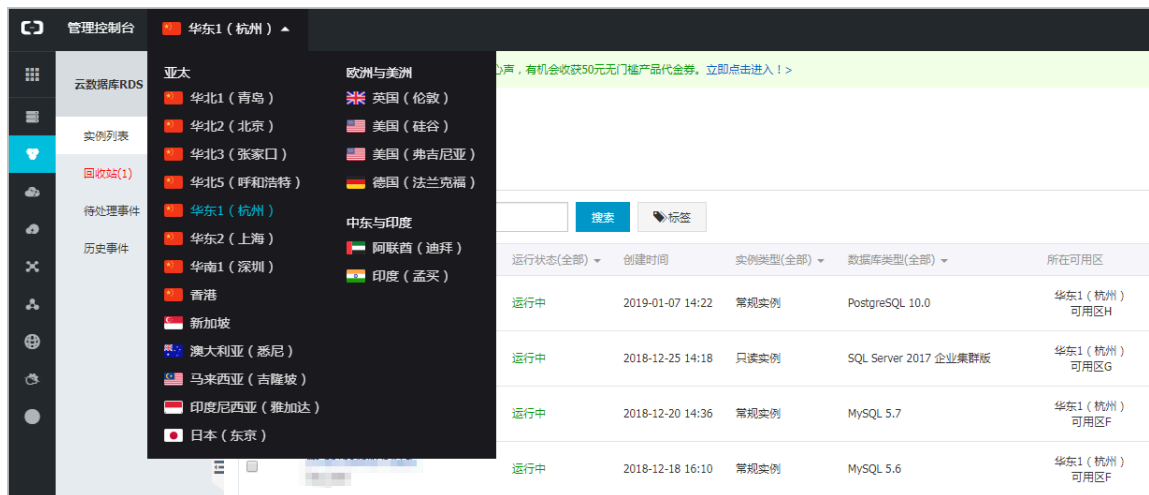 管理控制台
华东1 ( 杭州 )
云数据库RDS
实例列表
回收站(1)
待处理事件
历史事件
亚太
华北1 ( 青岛 )
华北2 ( 北京 )
华北3 ( 张家口 )
华北5 ( 呼和浩特 )
华东1 ( 杭州 )
华东2 ( 上海 )
华南1 ( 深圳 )
香港
新加坡
澳大利亚 ( 悉尼 )
马来西亚 ( 吉隆坡 )
印度尼西亚 ( 雅加达 )
日本 ( 东京 )
欧洲与美洲
英国 ( 伦敦 )
美国 ( 硅谷 )
美国 ( 弗吉尼亚 )
德国 ( 法兰克福 )
中东与印度
阿联酋 ( 迪拜 )
印度 ( 孟买 )
心声，有机会收获50元无门槛产品代金券。立即点击进入！>
搜索
标签
运行状态(全部) 创建时间 实例类型(全部) 数据库类型(全部) 所在可用区
运行中 2019-01-07 14:22 常规实例 PostgreSQL 10.0 华东1 ( 杭州 )
可用区H
运行中 2018-12-25 14:18 只读实例 SQL Server 2017 企业集群版 华东1 ( 杭州 )
可用区G
运行中 2018-12-20 14:36 常规实例 MySQL 5.7 华东1 ( 杭州 )
可用区F
运行中 2018-12-18 16:10 常规实例 MySQL 5.6 华东1 ( 杭州 )
可用区F